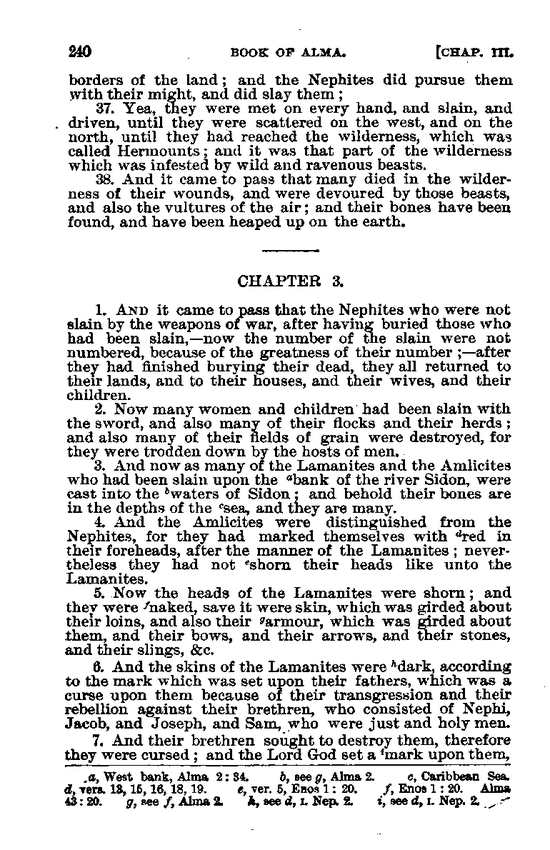 240 BOOK OF ALMA. [CHAP. III.
borders of the land; and the Nephites did pursue them
with their might, and did slay them;
37. Yea, they were met on every hand, and slain, and
driven, until they were scattered on the west, and on the
north, until they had reached the wilderness, which was
called Hermounts; and it was that part of the wilderness
which was infested by wild and ravenous beasts.
38. And it came to pass that many died in the wilder-
ness of their wounds, and were devoured by those beasts,
and also the vultures of the air; and their bones have been
found, and have been heaped up on the earth.
CHAPTER 3.
1. AND it came to pass that the Nephites who were not
slain by the weapons of war, after having buried those who
had been slain,—now the number of the slain were not
numbered, because of the greatness of their number;—after
they had finished burying their dead, they all returned to
their lands, and to their houses, and their wives, and their
children.
2. Now many women and children had been slain with
the sword, and also many of their flocks and their herds;
and also many of their fields of grain were destroyed, for
they were trodden down by the hosts of men.
3. And now as many of the Lamanites and the Amlicites
who had been slain upon the ᵃbank of the river Sidon, were
cast into the ᵇwaters of Sidon; and behold their bones are
in the depths of the ᶜsea, and they are many.
4. And the Amlicites were distinguished from the
Nephites, for they had marked themselves with ᵈred in
their foreheads, after the manner of the Lamanites; never-
theless they had not ᵉshorn their heads like unto the
Lamanites.
5. Now the heads of the Lamanites were shorn; and
they were ᶠnaked, save it were skin, which was girded about
their loins, and also their ᵍarmour, which was girded about
them, and their bows, and their arrows, and their stones,
and their slings, &c.
6. And the skins of the Lamanites were ʰdark, according
to the mark which was set upon their fathers, which was a
curse upon them because of their transgression and their
rebellion against their brethren, who consisted of Nephi,
Jacob, and Joseph, and Sam, who were just and holy men.
7. And their brethren sought to destroy them, therefore
they were cursed; and the Lord God set a ⁱmark upon them,
a, West bank, Alma 2:34. b, see g, Alma 2. c, Caribbean Sea.
d, vers. 13, 15, 16, 18, 19. e, ver. 5, Enos 1:20. f, Enos 1:20. Alma
43:20. g, see f, Alma 2. h, see d, I. Nep. 2. i, see d, I. Nep. 2.